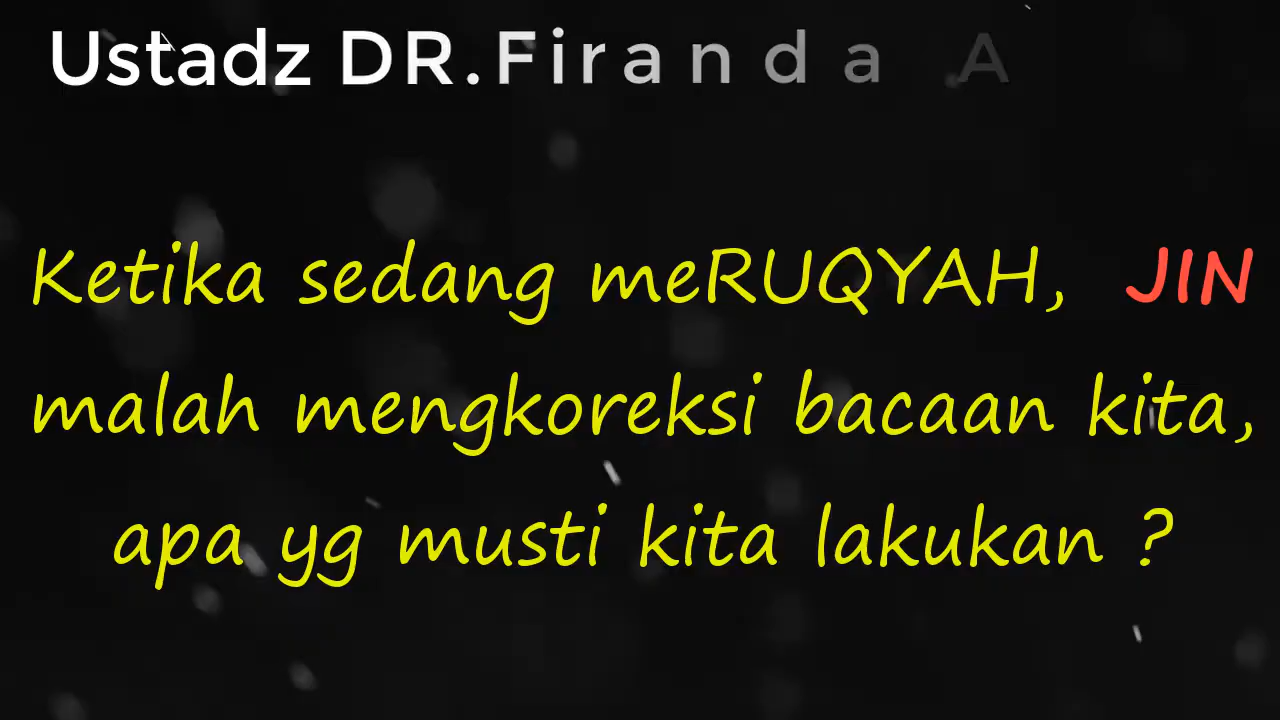 Ustadz DR.Firanda A
Ketika sedang meRUQYAH, JIN
malah mengkoreksi bacaan kita,
apa yg musti kita lakukan ?